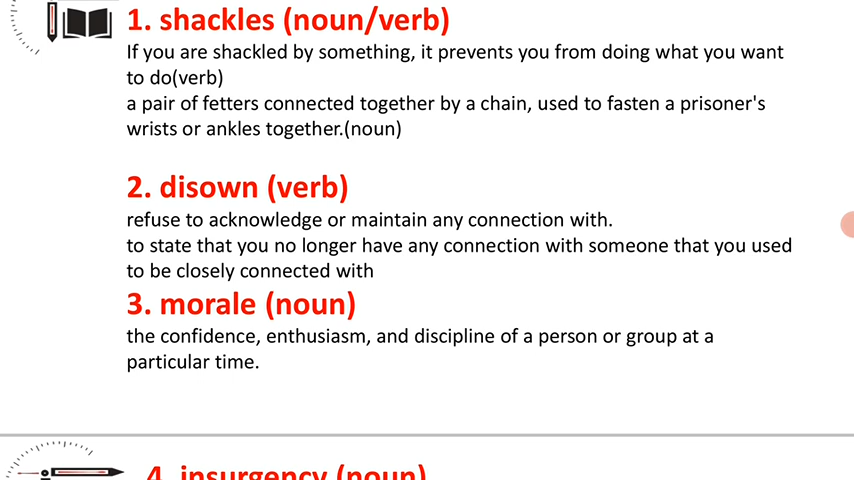 1. shackles (noun/verb)
If you are shackled by something, it prevents you from doing what you want
to do(verb)
a pair of fetters connected together by a chain, used to fasten a prisoner's
wrists or ankles together.(noun)
2. disown (verb)
refuse to acknowledge or maintain any connection with.
to state that you no longer have any connection with someone that you used
to be closely connected with
3. morale (noun)
the confidence, enthusiasm, and discipline of a person or group at a
particular time.
4. insurgency (noun)